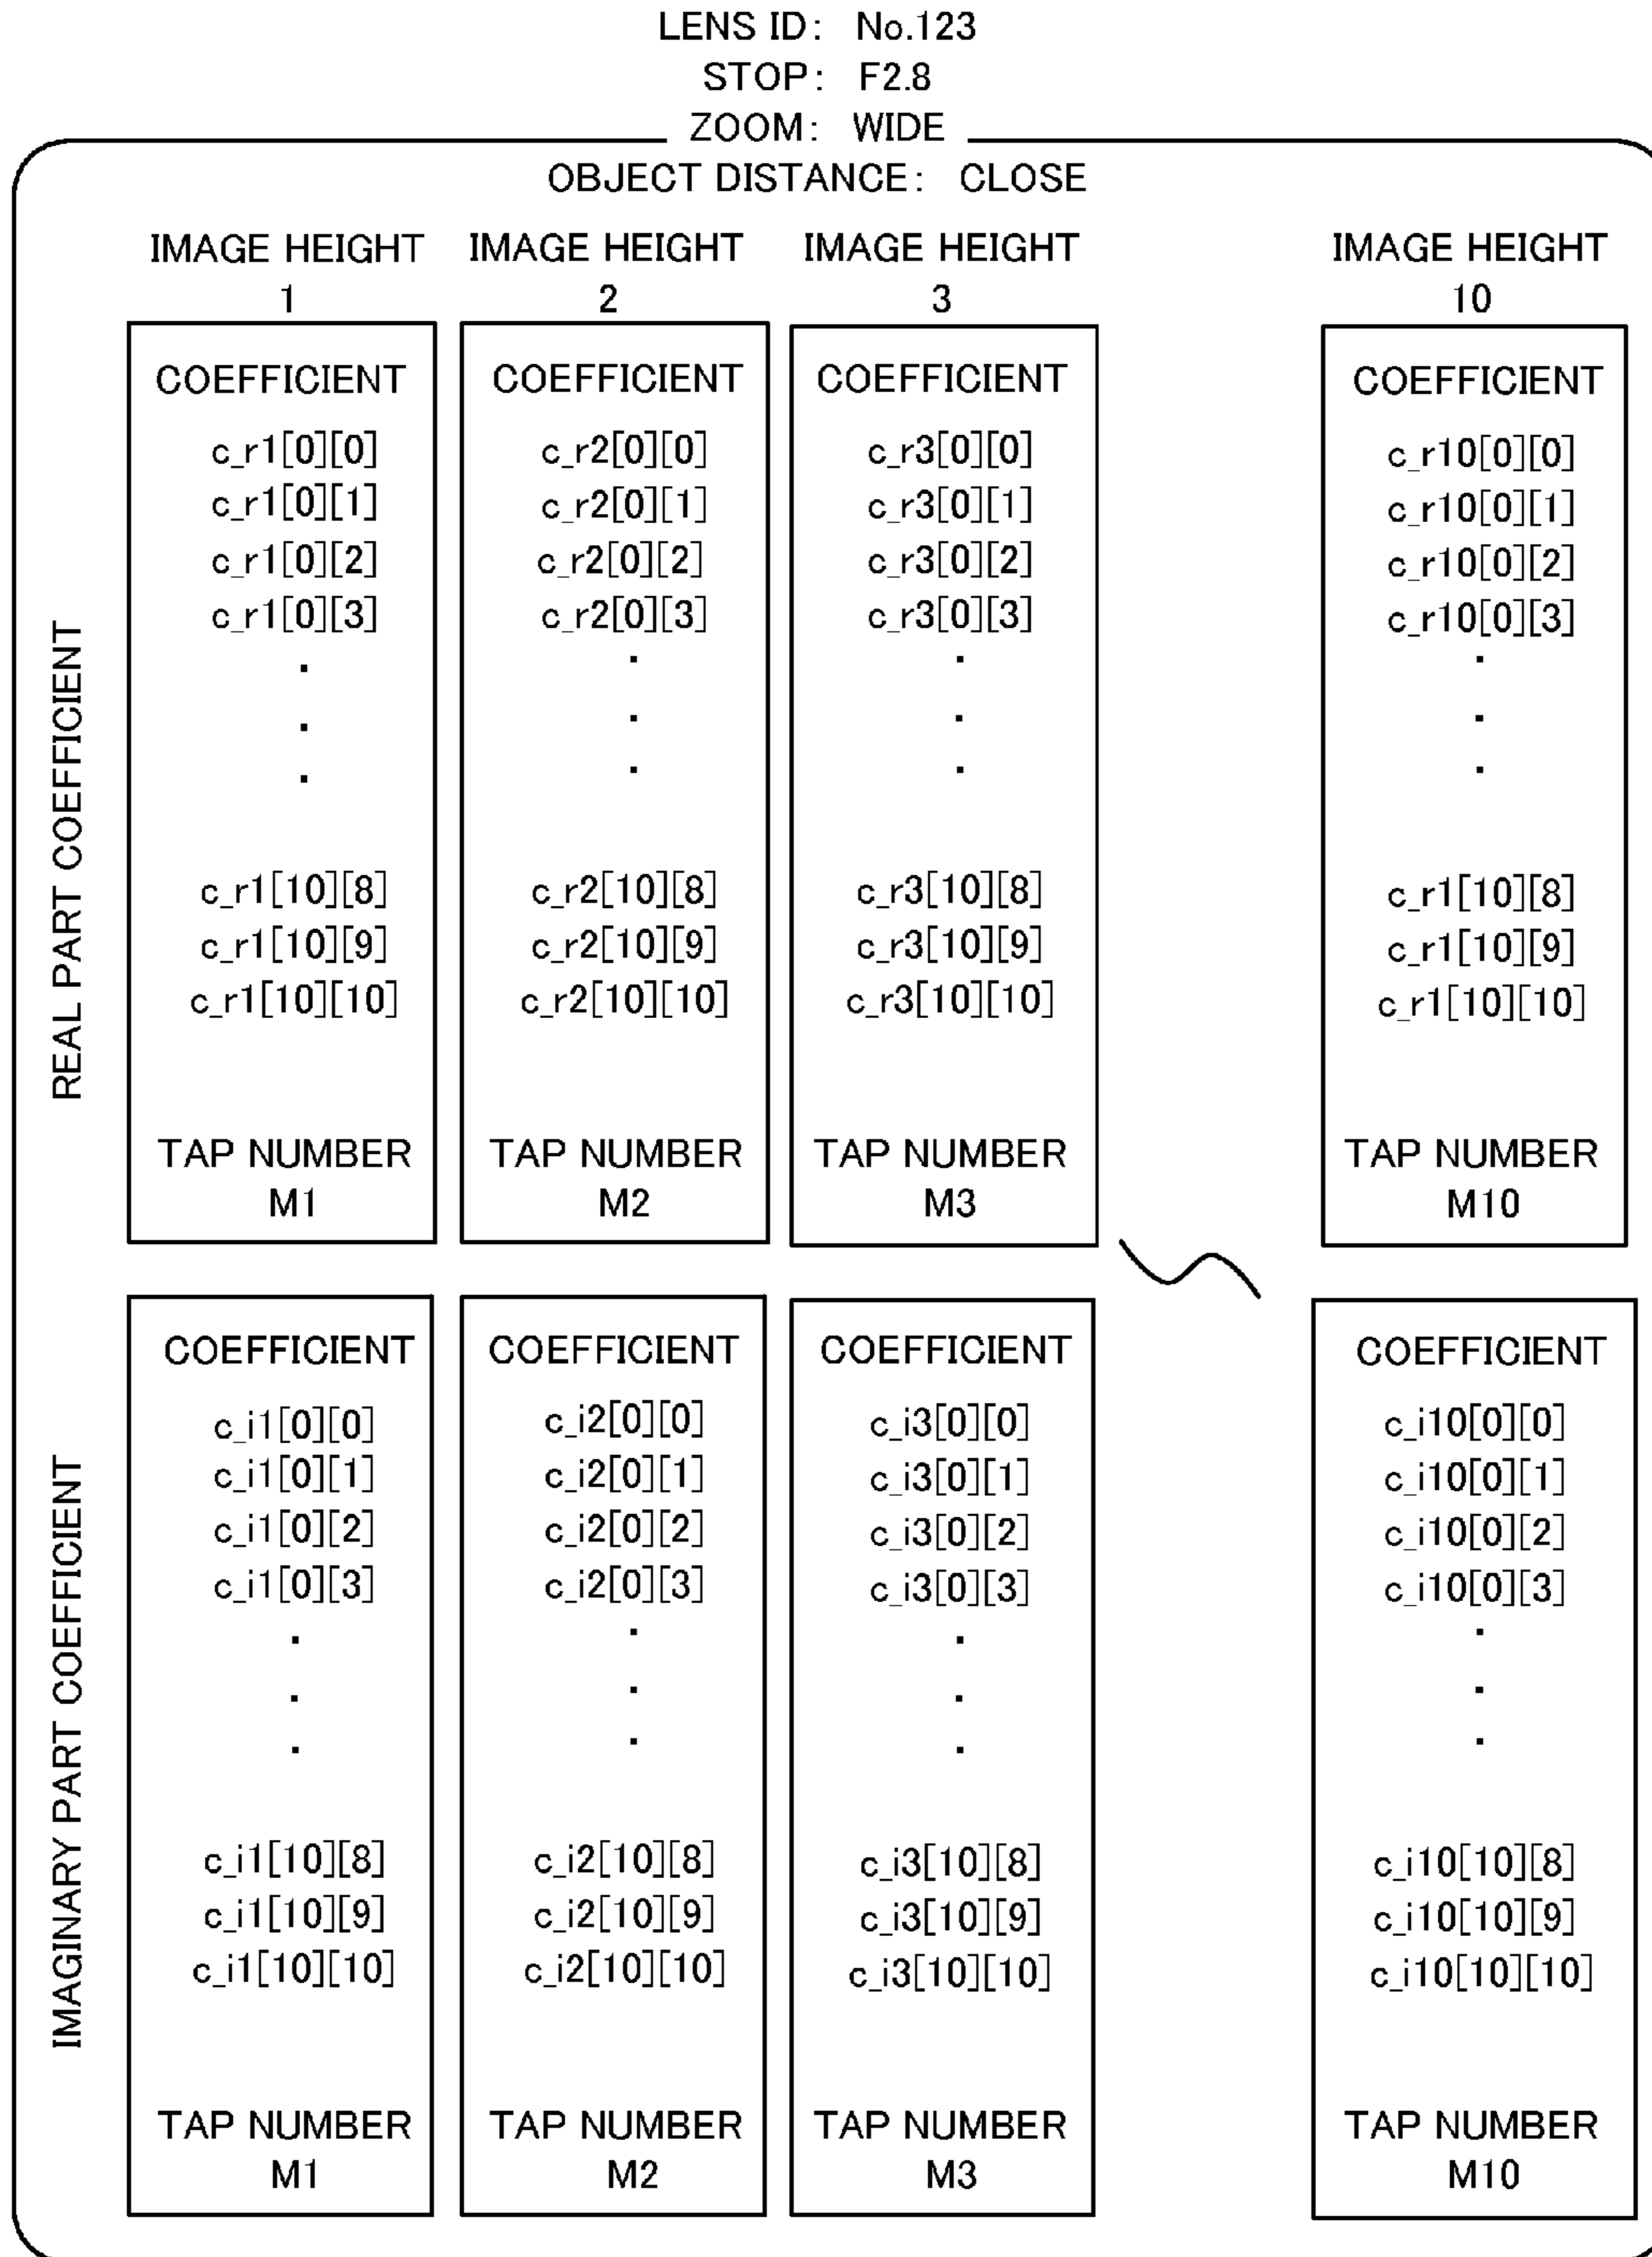 LENS ID: No.123
STOP: F2.8
ZOOM: WIDE
OBJECT DISTANCE: CLOSE
IMAGE HEIGHT IMAGE HEIGHT IMAGE HEIGHT IMAGE HEIGHT
1 2 3 10
REAL PART COEFFICIENT
COEFFICIENT COEFFICIENT COEFFICIENT COEFFICIENT
c_r1[0][0] c_r2[0][0] c_r3[0][0] c_r10[0][0]
c_r1[0][1] c_r2[0][1] c_r3[0][1] c_r10[0][1]
c_r1[0][2] c_r2[0][2] c_r3[0][2] c_r10[0][2]
c_r1[0][3] c_r2[0][3] c_r3[0][3] c_r10[0][3]
. . . .
. . . .
. . . .
c_r1[10][8] c_r2[10][8] c_r3[10][8] c_r1[10][8]
c_r1[10][9] c_r2[10][9] c_r3[10][9] c_r1[10][9]
c_r1[10][10] c_r2[10][10] c_r3[10][10] c_r1[10][10]
TAP NUMBER TAP NUMBER TAP NUMBER TAP NUMBER
M1 M2 M3 M10
IMAGINARY PART COEFFICIENT
COEFFICIENT COEFFICIENT COEFFICIENT COEFFICIENT
c_i1[0][0] c_i2[0][0] c_i3[0][0] c_i10[0][0]
c_i1[0][1] c_i2[0][1] c_i3[0][1] c_i10[0][1]
c_i1[0][2] c_i2[0][2] c_i3[0][2] c_i10[0][2]
c_i1[0][3] c_i2[0][3] c_i3[0][3] c_i10[0][3]
. . . .
. . . .
. . . .
c_i1[10][8] c_i2[10][8] c_i3[10][8] c_i10[10][8]
c_i1[10][9] c_i2[10][9] c_i3[10][9] c_i10[10][9]
c_i1[10][10] c_i2[10][10] c_i3[10][10] c_i10[10][10]
TAP NUMBER TAP NUMBER TAP NUMBER TAP NUMBER
M1 M2 M3 M10